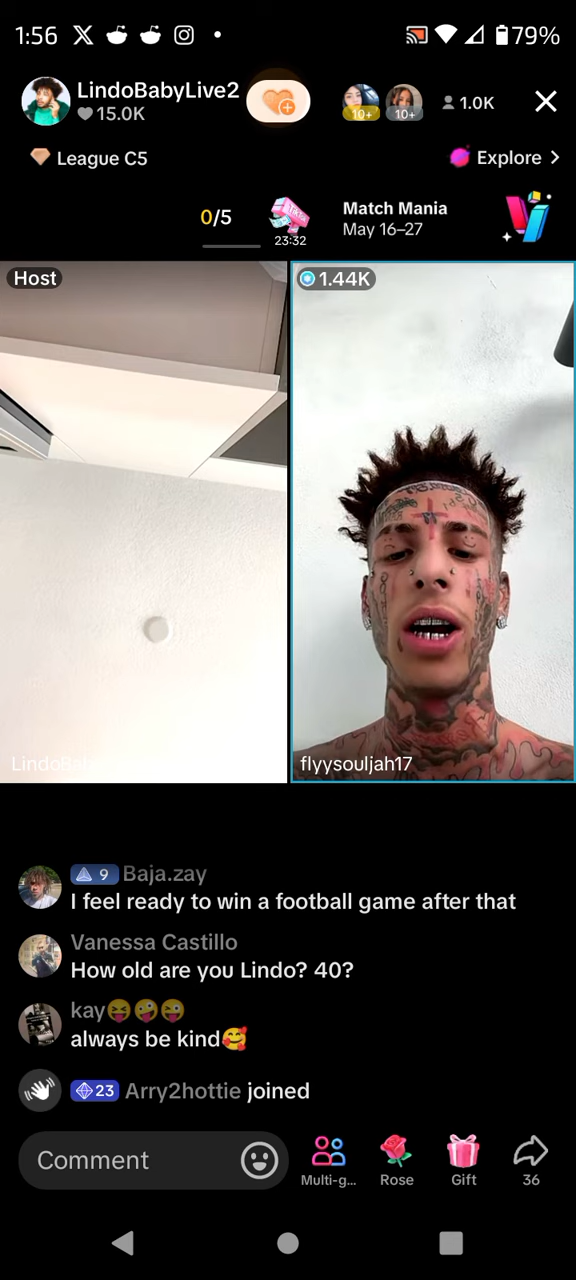 1:56
79%
LindoBabyLive2
15.0K
10+
10+
1.0K
League C5
Explore
0/5
23:32
Match Mania
May 16–27
Host
1.44K
flyysouljah17
9 Baja.zay
I feel ready to win a football game after that
Vanessa Castillo
How old are you Lindo? 40?
kay😝🤪😜
always be kind🥰
23 Arry2hottie joined
Comment
Multi-g...
Rose
Gift
36